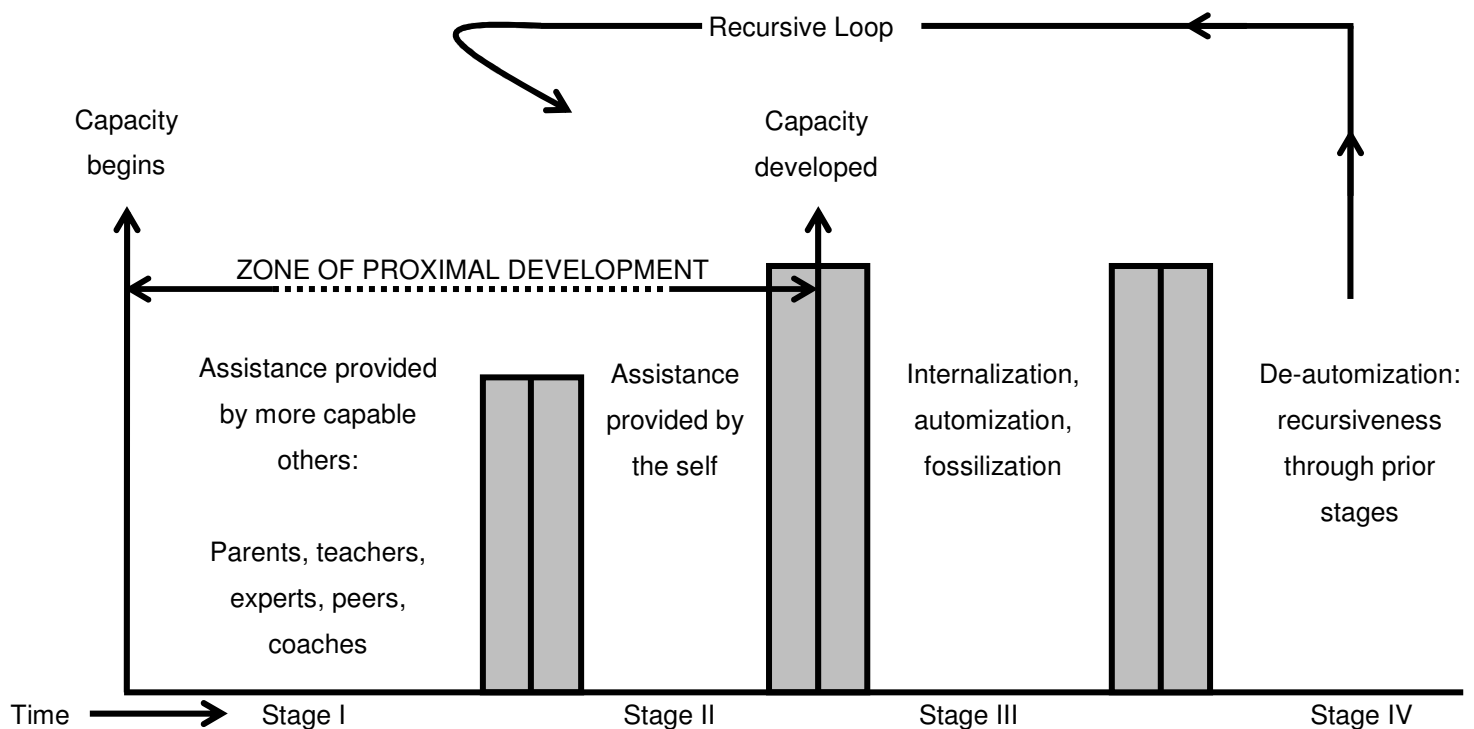 Recursive Loop
Capacity
begins
Capacity
developed
ZONE OF PROXIMAL DEVELOPMENT
Assistance provided
by more capable
others:
Parents, teachers,
experts, peers,
coaches
Assistance
provided by
the self
Internalization,
automization,
fossilization
De-automization:
recursiveness
through prior
stages
Time
Stage I
Stage II
Stage III
Stage IV